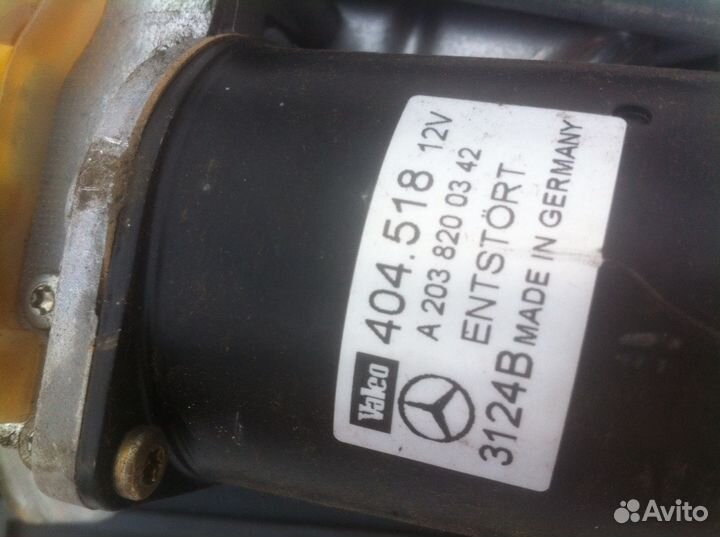 Valeo 404.518 12V
A 203 820 03 42
ENTSTÖRT
3124B MADE IN GERMANY
Avito